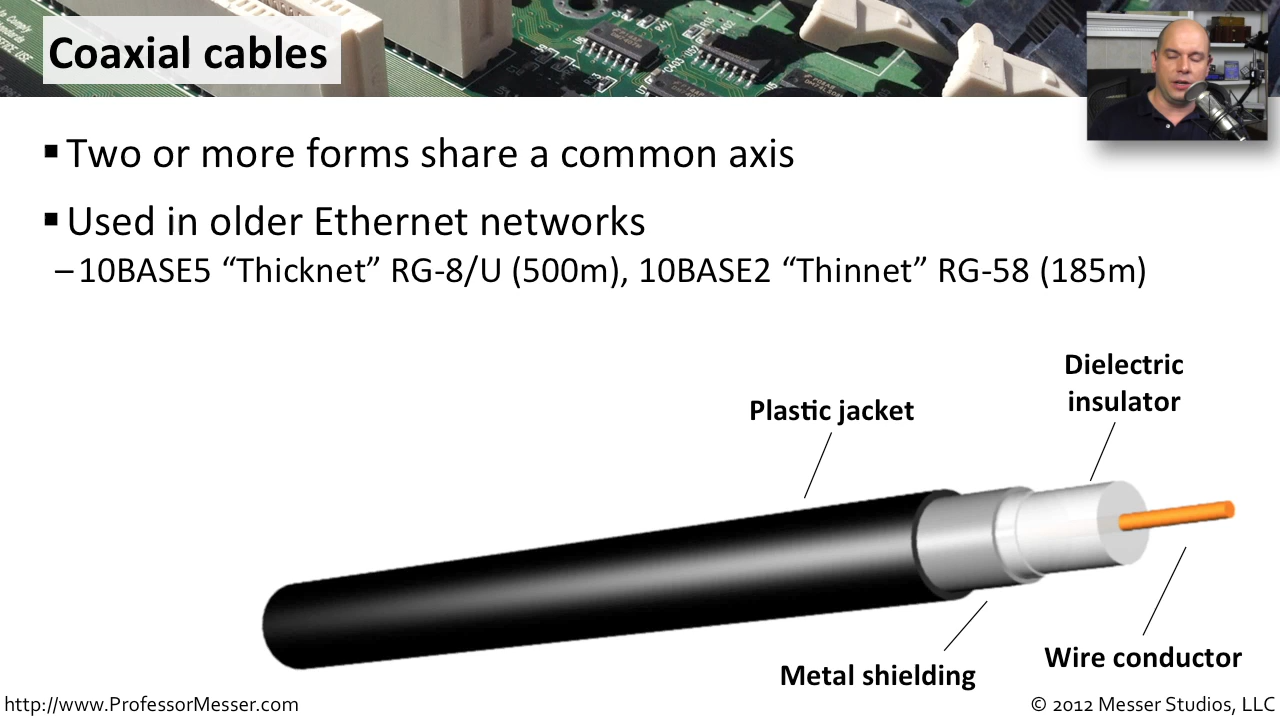 Coaxial cables
▪ Two or more forms share a common axis
▪ Used in older Ethernet networks
– 10BASE5 “Thicknet” RG-8/U (500m), 10BASE2 “Thinnet” RG-58 (185m)
Dielectric
insulator
Plastic jacket
Wire conductor
Metal shielding
http://www.ProfessorMesser.com
© 2012 Messer Studios, LLC